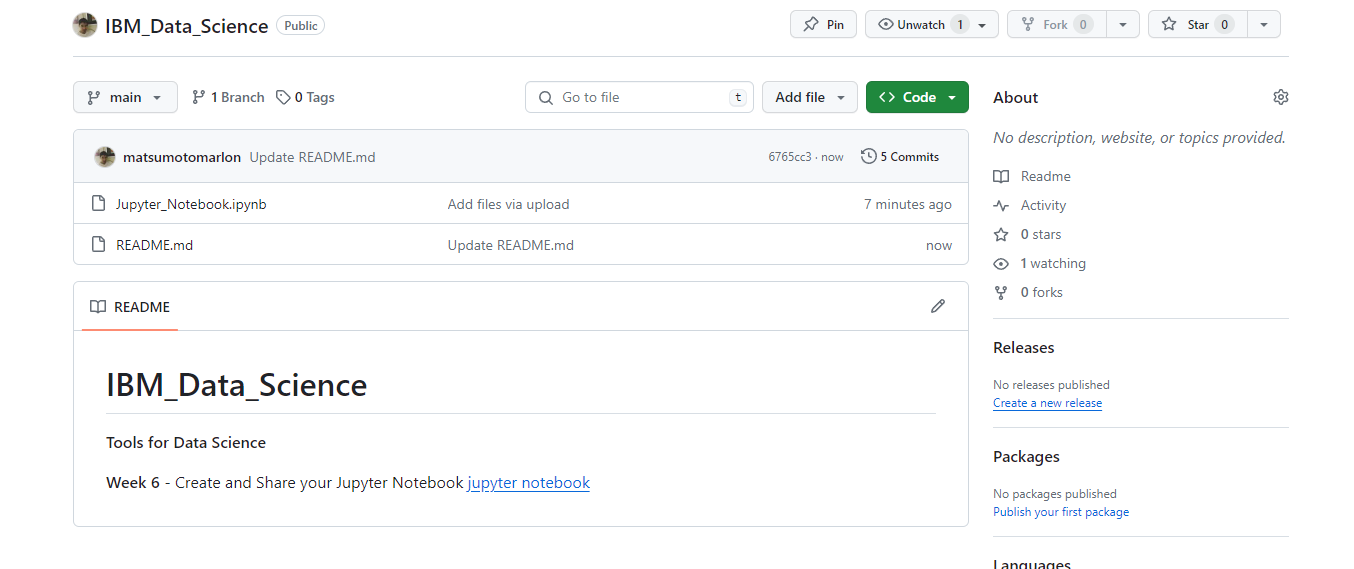 IBM_Data_Science Public Pin Unwatch 1 Fork 0 Star 0
main 1 Branch 0 Tags Go to file t Add file Code
matsumotomarlon Update README.md 6765cc3 · now 5 Commits
Jupyter_Notebook.ipynb Add files via upload 7 minutes ago
README.md Update README.md now
README
IBM_Data_Science
Tools for Data Science
Week 6 - Create and Share your Jupyter Notebook jupyter notebook
About
No description, website, or topics provided.
Readme
Activity
0 stars
1 watching
0 forks
Releases
No releases published
Create a new release
Packages
No packages published
Publish your first package
Languages